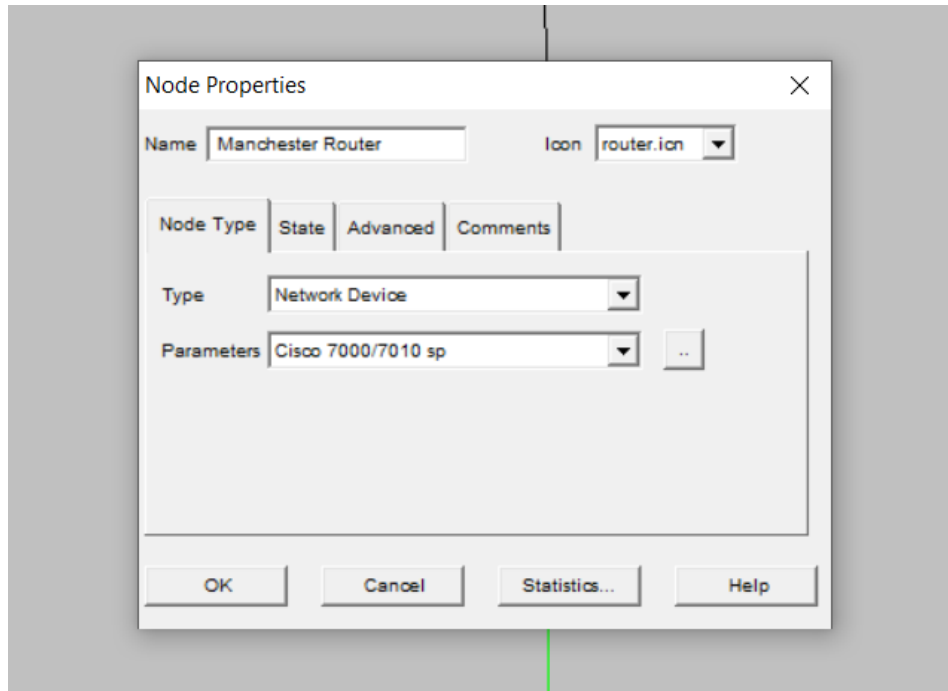 Node Properties
Name Manchester Router Icon router.icn
Node Type State Advanced Comments
Type Network Device
Parameters Cisco 7000/7010 sp ..
OK Cancel Statistics... Help